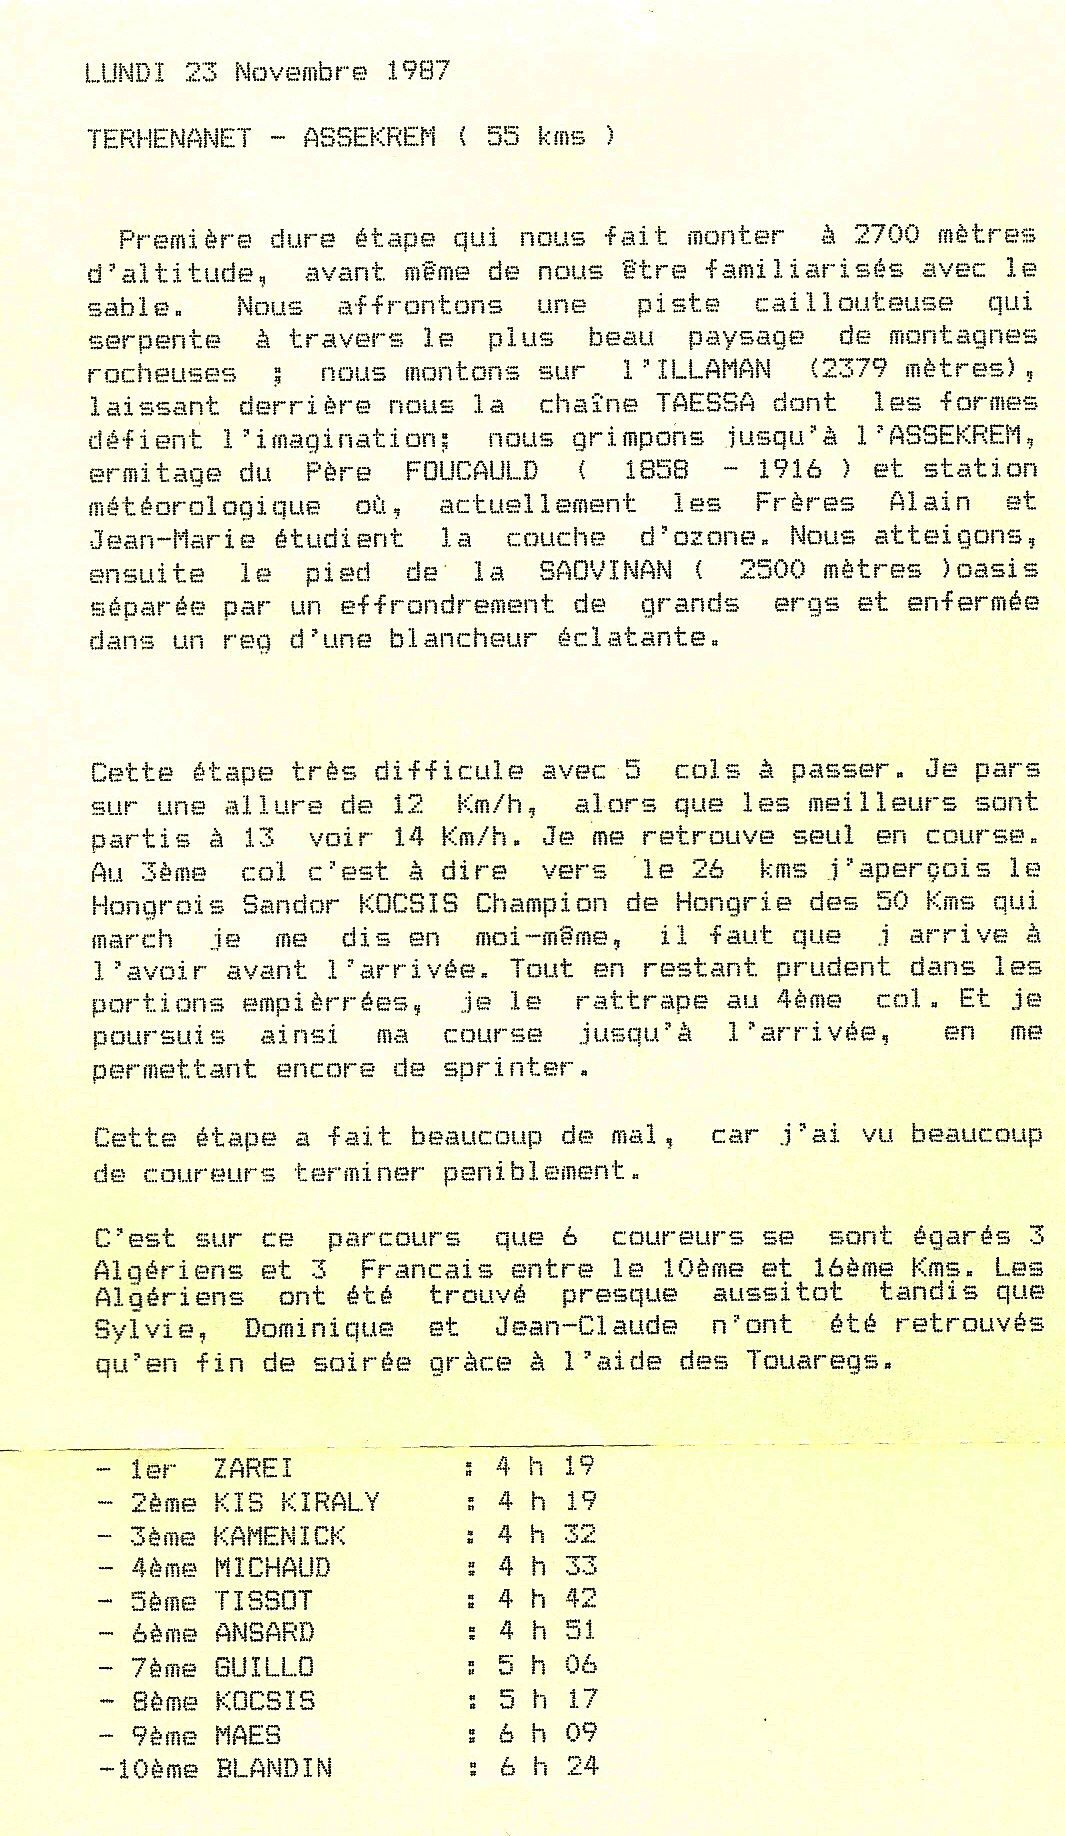 LUNDI 23 Novembre 1987
TERHENANET - ASSEKREM ( 55 kms )
Première dure étape qui nous fait monter à 2700 mètres
d'altitude, avant même de nous être familiarisés avec le
sable. Nous affrontons une piste caillouteuse qui
serpente à travers le plus beau paysage de montagnes
rocheuses ; nous montons sur l'ILLAMAN (2379 mètres),
laissant derrière nous la chaîne TAESSA dont les formes
défient l'imagination; nous grimpons jusqu'à l'ASSEKREM,
ermitage du Père FOUCAULD ( 1858 - 1916 ) et station
météorologique où, actuellement les Frères Alain et
Jean-Marie étudient la couche d'ozone. Nous atteigons,
ensuite le pied de la SAOVINAN ( 2500 mètres )oasis
séparée par un effrondrement de grands ergs et enfermée
dans un reg d'une blancheur éclatante.
Cette étape très difficule avec 5 cols à passer. Je pars
sur une allure de 12 Km/h, alors que les meilleurs sont
partis à 13 voir 14 Km/h. Je me retrouve seul en course.
Au 3ème col c'est à dire vers le 26 kms j'aperçois le
Hongrois Sandor KOCSIS Champion de Hongrie des 50 Kms qui
march je me dis en moi-même, il faut que j arrive à
l'avoir avant l'arrivée. Tout en restant prudent dans les
portions empièrrées, je le rattrape au 4ème col. Et je
poursuis ainsi ma course jusqu'à l'arrivée, en me
permettant encore de sprinter.
Cette étape a fait beaucoup de mal, car j'ai vu beaucoup
de coureurs terminer peniblement.
C'est sur ce parcours que 6 coureurs se sont égarés 3
Algériens et 3 Francais entre le 10ème et 16ème Kms. Les
Algériens ont été trouvé presque aussitot tandis que
Sylvie, Dominique et Jean-Claude n'ont été retrouvés
qu'en fin de soirée gràce à l'aide des Touaregs.
- 1er ZAREI : 4 h 19
- 2ème KIS KIRALY : 4 h 19
- 3ème KAMENICK : 4 h 32
- 4ème MICHAUD : 4 h 33
- 5ème TISSOT : 4 h 42
- 6ème ANSARD : 4 h 51
- 7ème GUILLO : 5 h 06
- 8ème KOCSIS : 5 h 17
- 9ème MAES : 6 h 09
-10ème BLANDIN : 6 h 24